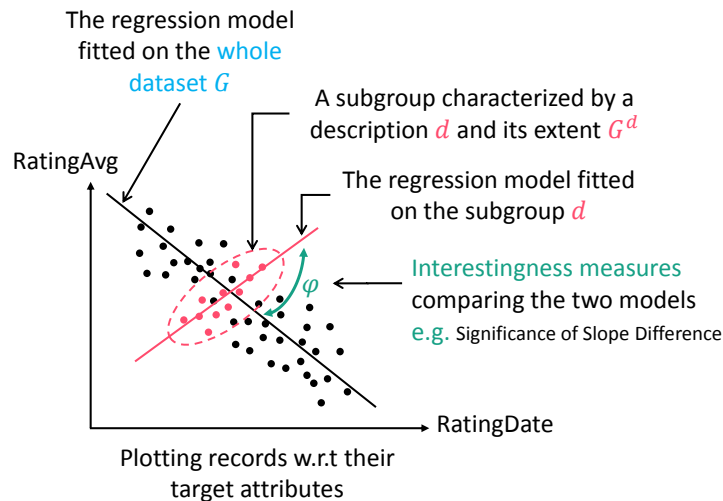 The regression model
fitted on the whole
dataset G
A subgroup characterized by a
description d and its extent G^d
RatingAvg
The regression model fitted
on the subgroup d
φ
Interestingness measures
comparing the two models
e.g. Significance of Slope Difference
RatingDate
Plotting records w.r.t their
target attributes